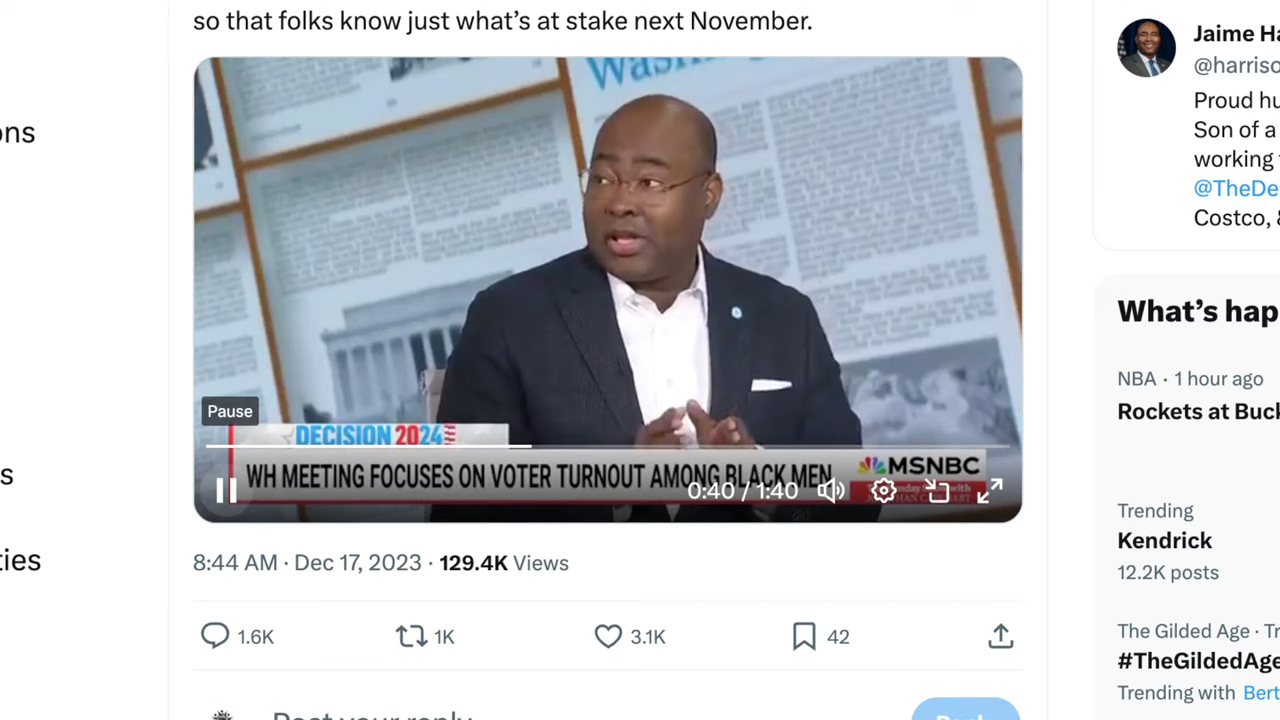 so that folks know just what's at stake next November.
Jaime Ha
@harriso
Proud hu
Son of a
working
@TheDe
Costco, &
ons
Pause
DECISION 2024
WH MEETING FOCUSES ON VOTER TURNOUT AMONG BLACK MEN
MSNBC
0:40 / 1:40
8:44 AM · Dec 17, 2023 · 129.4K Views
1.6K
1K
3.1K
42
Post your reply
Reply
s
ties
What's hap
NBA · 1 hour ago
Rockets at Buck
Trending
Kendrick
12.2K posts
The Gilded Age · Tr
#TheGildedAge
Trending with Bert